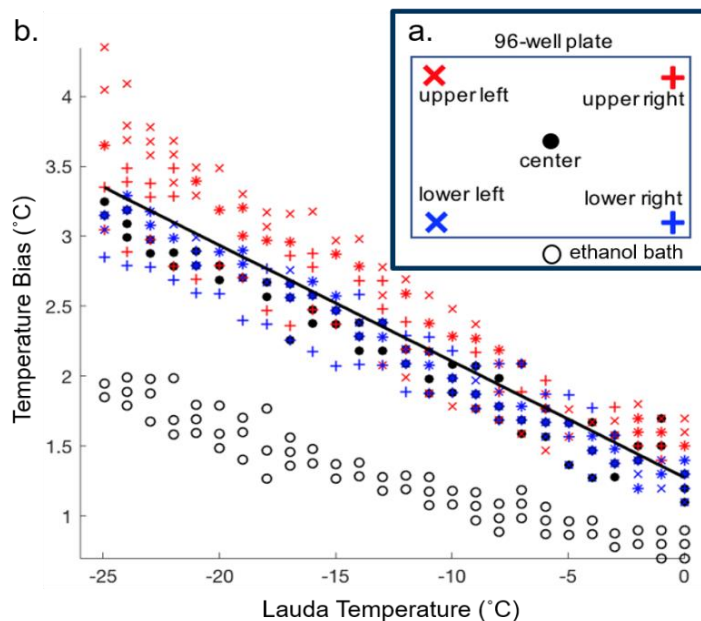 b.
a.
96-well plate
upper left
upper right
center
lower left
lower right
ethanol bath
Temperature Bias (˚C)
4
3.5
3
2.5
2
1.5
1
-25
-20
-15
-10
-5
0
Lauda Temperature (˚C)